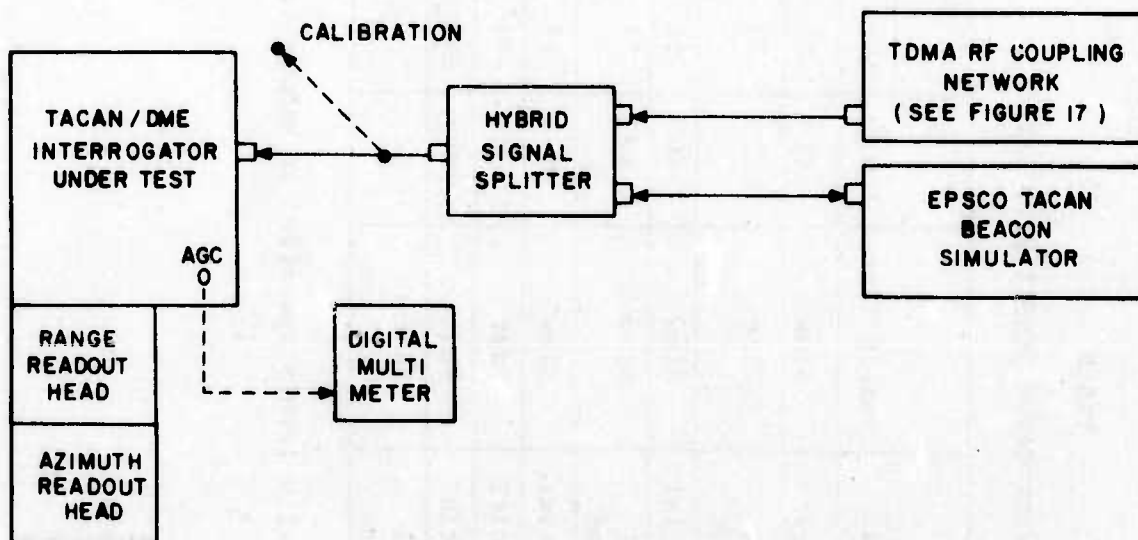 CALIBRATION
TACAN / DME
INTERROGATOR
UNDER TEST
AGC
HYBRID
SIGNAL
SPLITTER
TDMA RF COUPLING
NETWORK
( SEE FIGURE 17 )
EPSCO TACAN
BEACON
SIMULATOR
RANGE
READOUT
HEAD
DIGITAL
MULTI
METER
AZIMUTH
READOUT
HEAD